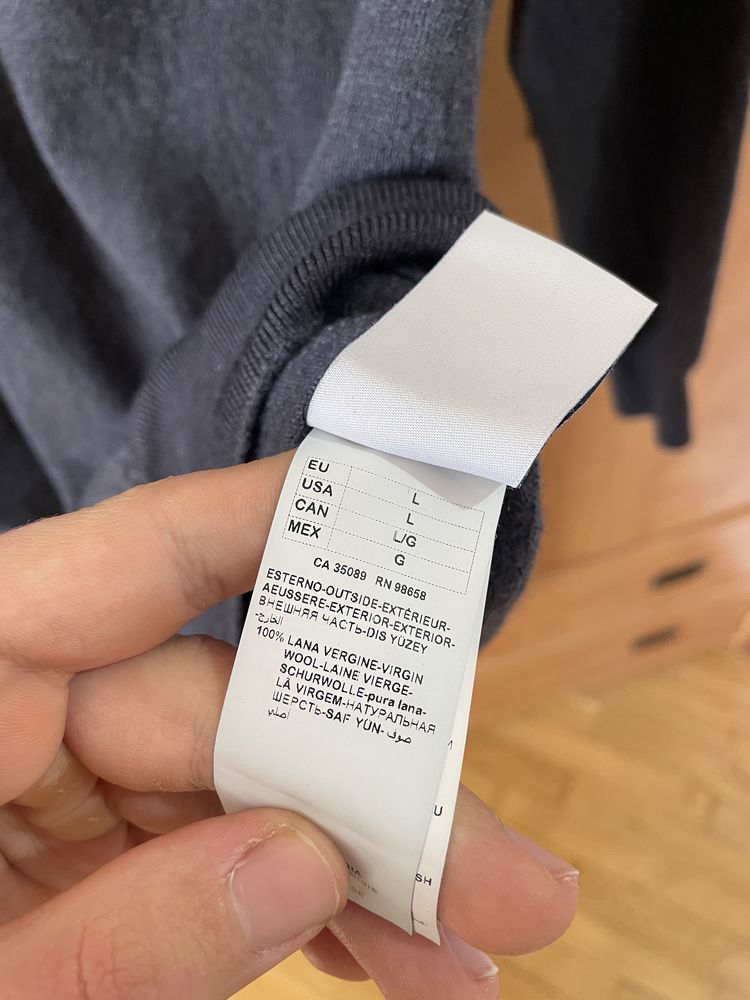 EU L
USA L
CAN L/G
MEX G
CA 35089 RN 98658
ESTERNO-OUTSIDE-EXTÉRIEUR-
AEUSSERE-EXTERIOR-EXTERIOR-
ВНЕШНЯЯ ЧАСТЬ-DIS YÜZEY
-الخارج
100% LANA VERGINE-VIRGIN
WOOL-LAINE VIERGE-
SCHURWOLLE-pura lana-
LÃ VIRGEM-НАТУРАЛЬНАЯ
ШЕРСТЬ-SAF YÜN- صوف
أصلي
U
SH